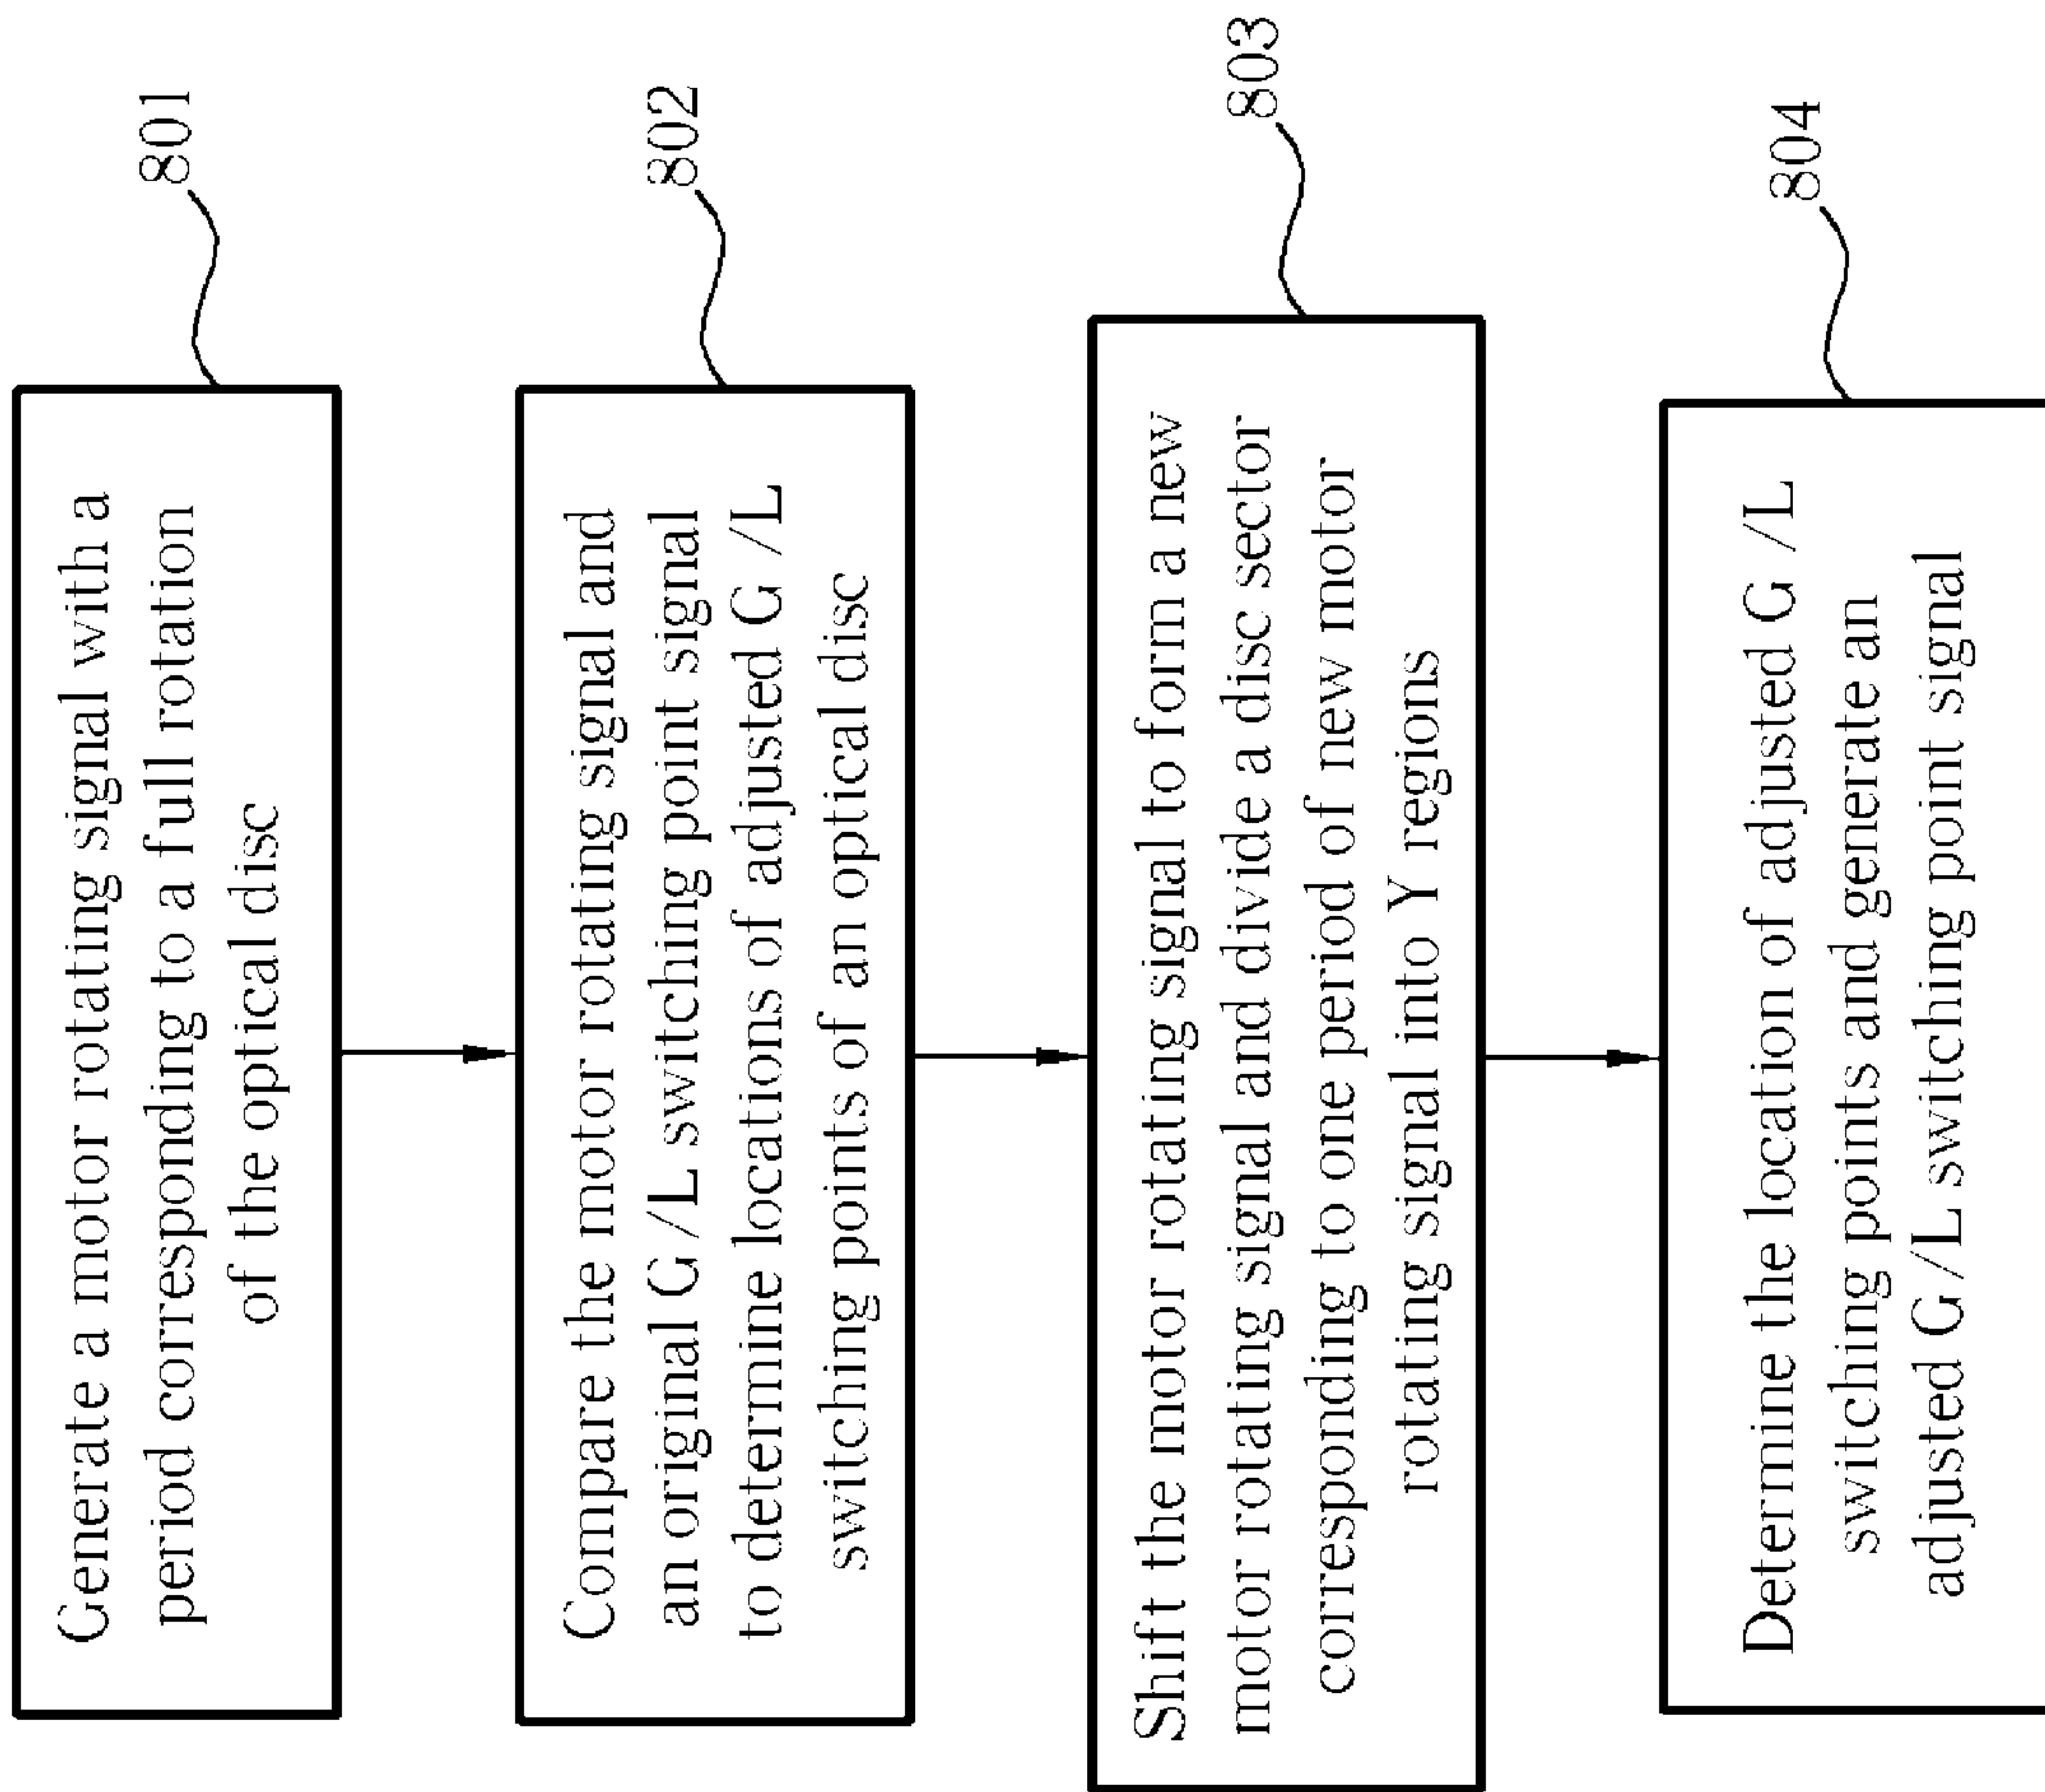 Generate a motor rotating signal with a
period corresponding to a full rotation
of the optical disc
801
Compare the motor rotating signal and
an original G/L switching point signal
to determine locations of adjusted G/L
switching points of an optical disc
802
Shift the motor rotating signal to form a new
motor rotating signal and divide a disc sector
corresponding to one period of new motor
rotating signal into Y regions
803
Determine the location of adjusted G/L
switching points and generate an
adjusted G/L switching point signal
804